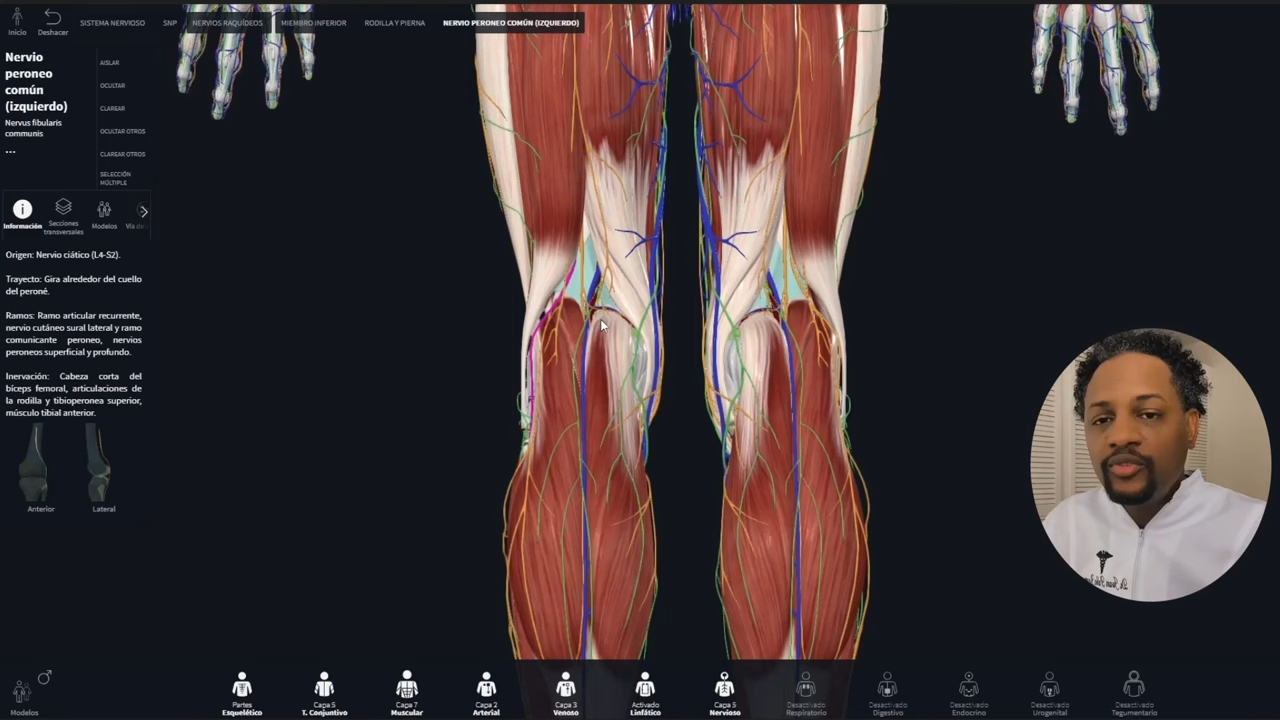 Inicio
Deshacer
SISTEMA NERVIOSO
SNP
NERVIOS RAQUÍDEOS
MIEMBRO INFERIOR
RODILLA Y PIERNA
NERVIO PERONEO COMÚN (IZQUIERDO)
Nervio
peroneo
común
(izquierdo)
Nervus fibularis
communis
...
AISLAR
OCULTAR
CLAREAR
OCULTAR OTROS
CLAREAR OTROS
SELECCIÓN
MÚLTIPLE
Información
Secciones
transversales
Modelos
Origen: Nervio ciático (L4-S2).
Trayecto: Gira alrededor del cuello
del peroné.
Ramos: Ramo articular recurrente,
nervio cutáneo sural lateral y ramo
comunicante peroneo, nervios
peroneos superficial y profundo.
Inervación: Cabeza corta del
bíceps femoral, articulaciones de
la rodilla y tibioperonea superior,
músculo tibial anterior.
Anterior
Lateral
Modelos
Partes
Esquelético
Capa 5
T. Conjuntivo
Capa 7
Muscular
Capa 2
Arterial
Capa 3
Venoso
Activado
Linfático
Capa 5
Nervioso
Desactivado
Respiratorio
Desactivado
Digestivo
Desactivado
Endocrino
Desactivado
Urogenital
Desactivado
Tegumentario